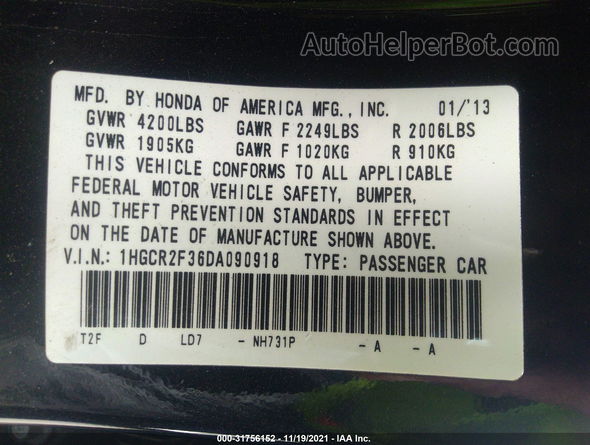 AutoHelperBot.com
MFD. BY HONDA OF AMERICA MFG., INC. 01/'13
GVWR 4200LBS GAWR F 2249LBS R 2006LBS
GVWR 1905KG GAWR F 1020KG R 910KG
THIS VEHICLE CONFORMS TO ALL APPLICABLE
FEDERAL MOTOR VEHICLE SAFETY, BUMPER,
AND THEFT PREVENTION STANDARDS IN EFFECT
ON THE DATE OF MANUFACTURE SHOWN ABOVE.
V.I.N.: 1HGCR2F36DA090918 TYPE: PASSENGER CAR
T2F D LD7 - NH731P - A - A
000-31756152 - 11/19/2021 - IAA Inc.